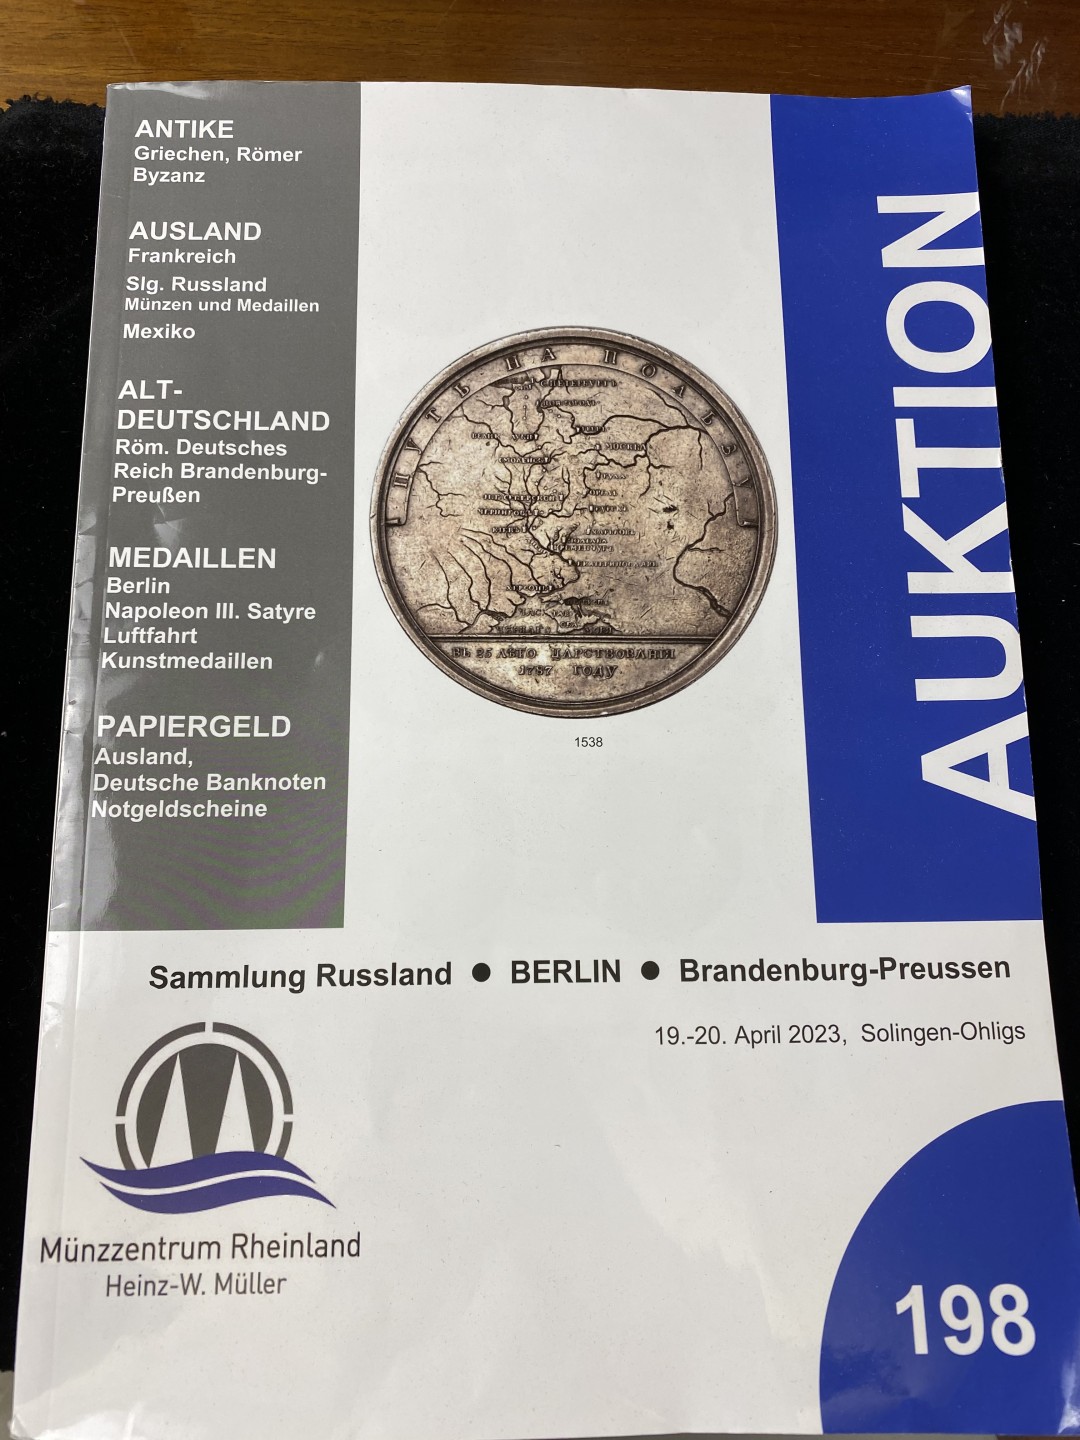 ANTIKE
Griechen, Römer
Byzanz
AUSLAND
Frankreich
Slg. Russland
Münzen und Medaillen
Mexiko
ALT-
DEUTSCHLAND
Röm. Deutsches
Reich Brandenburg-
Preußen
MEDAILLEN
Berlin
Napoleon III. Satyre
Luftfahrt
Kunstmedaillen
PAPIERGELD
Ausland,
Deutsche Banknoten
Notgeldscheine
AUKTION
ПУТЬ НА ПОЛЬЗУ
МОСКВА
ВЪ 25 ЛѢТО ЦАРСТВОВАНІЯ
1787 ГОДУ
1538
Sammlung Russland ● BERLIN ● Brandenburg-Preussen
19.-20. April 2023, Solingen-Ohligs
Münzzentrum Rheinland
Heinz-W. Müller
198